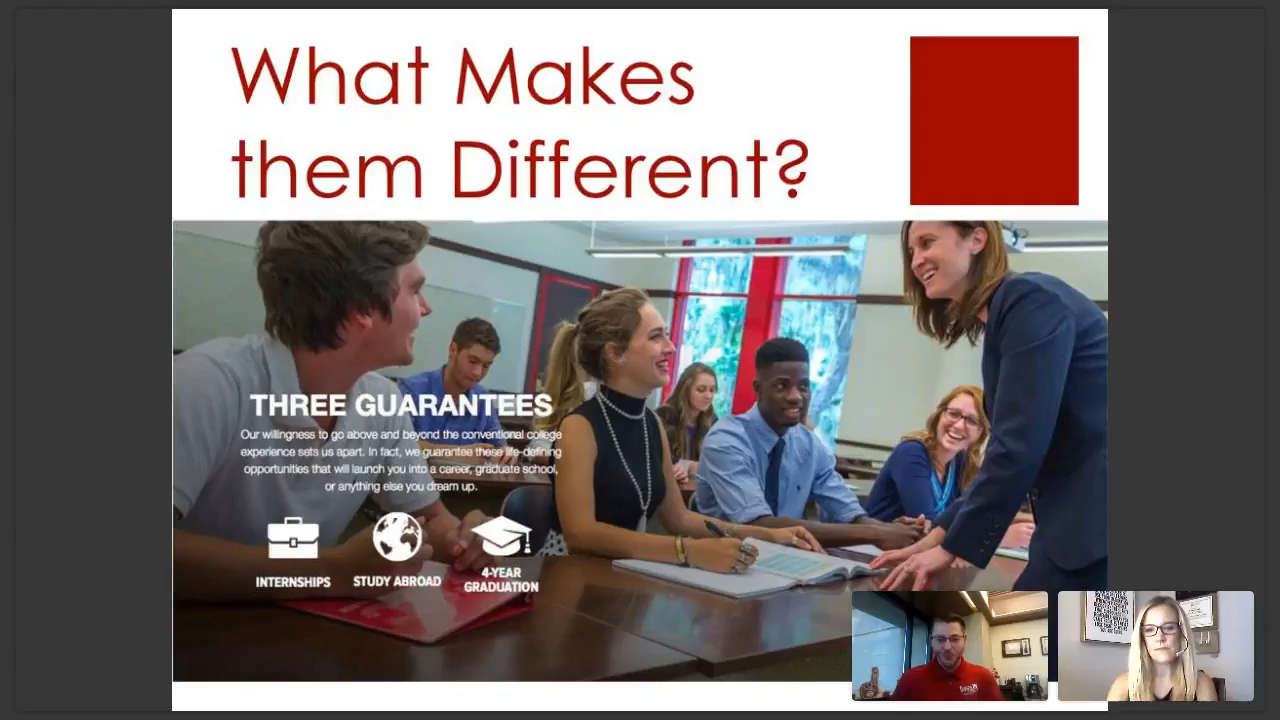 What Makes
them Different?
THREE GUARANTEES
Our willingness to go above and beyond the conventional college
experience sets us apart. In fact, we guarantee these life-defining
opportunities that will launch you into a career, graduate school,
or anything else you dream up.
INTERNSHIPS
STUDY ABROAD
4-YEAR
GRADUATION